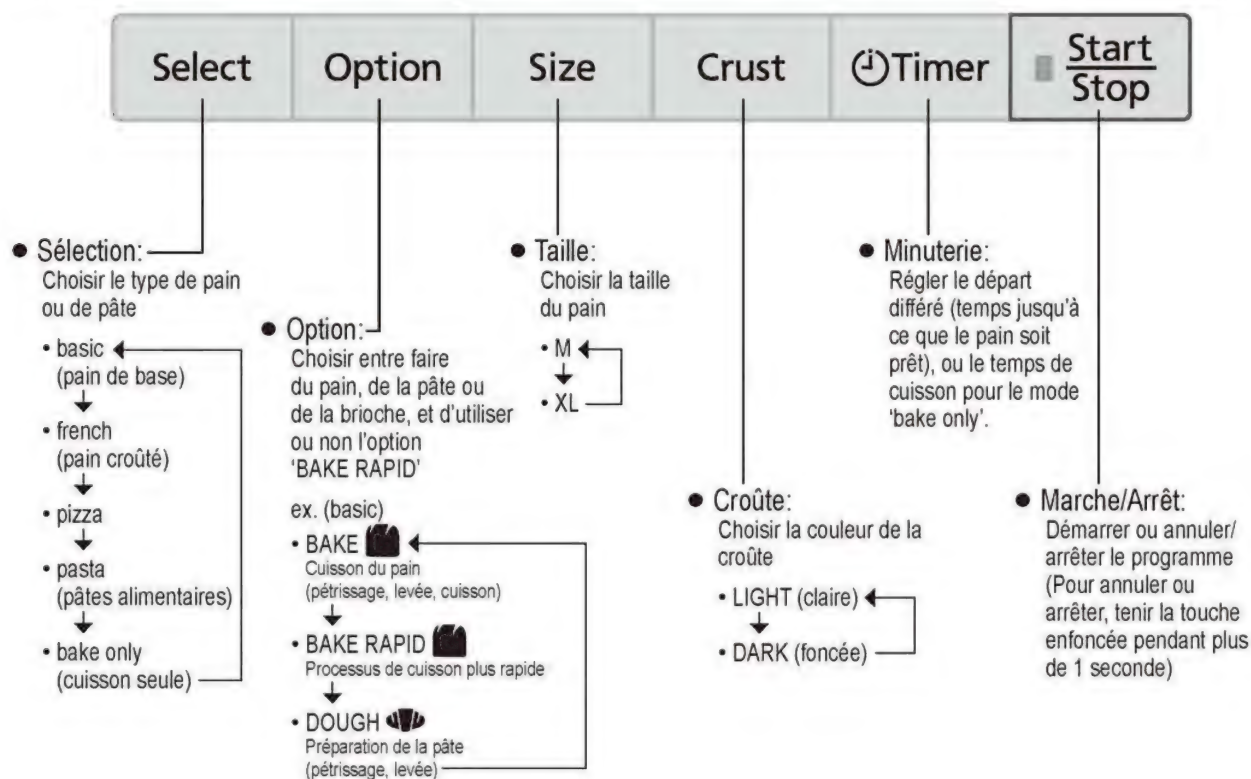 Select
Option
Size
Crust
Timer
Start
Stop
● Sélection:
Choisir le type de pain
ou de pâte
• basic
(pain de base)
• french
(pain croûté)
• pizza
• pasta
(pâtes alimentaires)
• bake only
(cuisson seule)
● Option:
Choisir entre faire
du pain, de la pâte ou
de la brioche, et d'utiliser
ou non l'option
'BAKE RAPID'
ex. (basic)
• BAKE
Cuisson du pain
(pétrissage, levée, cuisson)
• BAKE RAPID
Processus de cuisson plus rapide
• DOUGH
Préparation de la pâte
(pétrissage, levée)
● Taille:
Choisir la taille
du pain
• M
• XL
● Croûte:
Choisir la couleur de la
croûte
• LIGHT (claire)
• DARK (foncée)
● Minuterie:
Régler le départ
différé (temps jusqu'à
ce que le pain soit
prêt), ou le temps de
cuisson pour le mode
'bake only'.
● Marche/Arrêt:
Démarrer ou annuler/
arrêter le programme
(Pour annuler ou
arrêter, tenir la touche
enfoncée pendant plus
de 1 seconde)